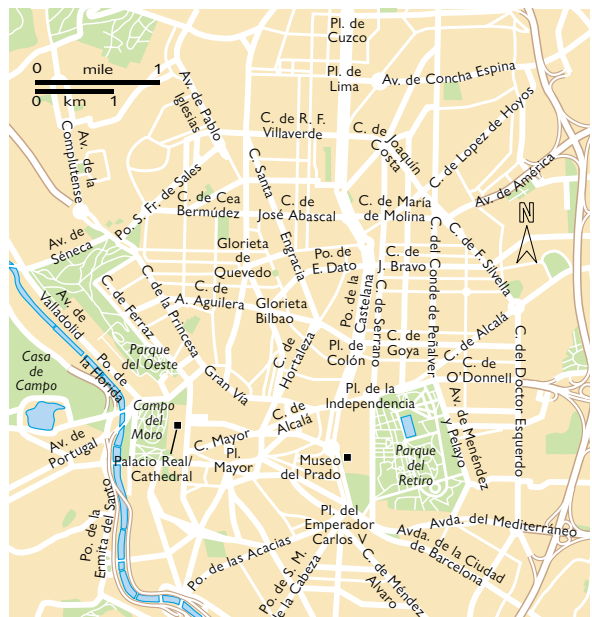 Pl. de
Cuzco
0 mile 1
0 km 1
Pl. de
Lima
Av. de Concha Espina
Av. de Pablo
Iglesias
C. de R. F.
Villaverde
C. de Joaquín
Costa
C. de Lopez de Hoyos
Av. de la
Complutense
C. Santa
Engracia
Po. S. Fr. de Sales
C. de Cea
Bermúdez
C. de
José Abascal
C. de María
de Molina
Av. de América
N
Av. de
Séneca
Glorieta
de
Quevedo
Po. de
E. Dato
C. de
J. Bravo
C. del Conde de Peñalver
C. de F. Silvella
Av. de
Valladolid
C. de Ferraz
C. de la Princesa
C. de
A. Aguilera
Glorieta
Bilbao
Po. de la
Castelana
C. de Serrano
Casa
de
Campo
Po. de
la Florida
Parque
del Oeste
C. de
Hortaleza
Pl. de
Colón
C. de
Goya
C. de Alcalá
C. de
O'Donnell
C. del Doctor Esquerdo
Gran Vía
Pl. de la
Independencia
Av. de Menéndez
y Pelayo
Campo
del
Moro
C. de
Alcalá
Av. de
Portugal
C. Mayor
Pl.
Mayor
Palacio Real/
Cathedral
Museo
del Prado
Parque
del
Retiro
Po. de la
Ermita del Santo
Pl. del
Emperador
Carlos V
Avda. del Mediterráneo
Avda. de la Ciudad
de Barcelona
Po. de las Acacias
Po. de S. M.
de la Cabeza
C. de Méndez
Alvaro